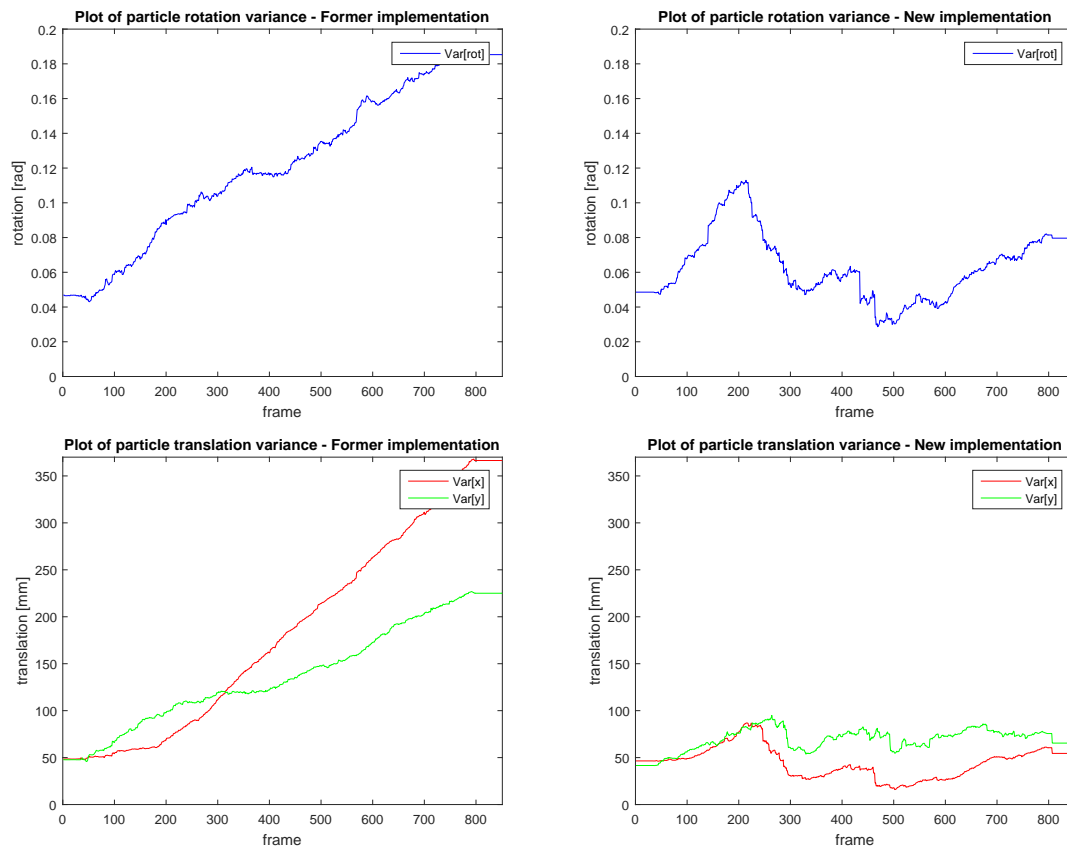 Plot of particle rotation variance - Former implementation
0.2
0.18
0.16
0.14
0.12
0.1
0.08
0.06
0.04
0.02
0
rotation [rad]
Var[rot]
0 100 200 300 400 500 600 700 800
frame
Plot of particle rotation variance - New implementation
0.2
0.18
0.16
0.14
0.12
0.1
0.08
0.06
0.04
0.02
0
rotation [rad]
Var[rot]
0 100 200 300 400 500 600 700 800
frame
Plot of particle translation variance - Former implementation
350
300
250
200
150
100
50
0
translation [mm]
Var[x]
Var[y]
0 100 200 300 400 500 600 700 800
frame
Plot of particle translation variance - New implementation
350
300
250
200
150
100
50
0
translation [mm]
Var[x]
Var[y]
0 100 200 300 400 500 600 700 800
frame